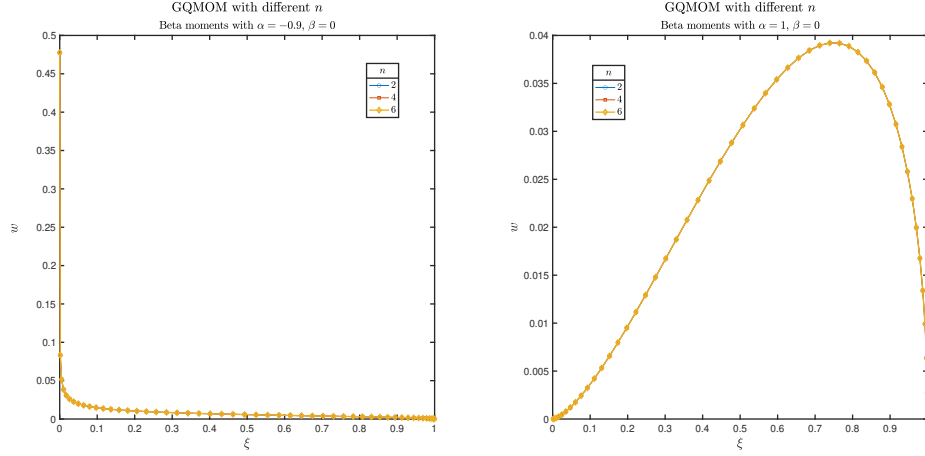 GQMOM with different n
Beta moments with α = −0.9, β = 0
0.5
0.45
0.4
0.35
0.3
0.25
0.2
0.15
0.1
0.05
0
w
n
2
4
6
0 0.1 0.2 0.3 0.4 0.5 0.6 0.7 0.8 0.9 1
ξ
GQMOM with different n
Beta moments with α = 1, β = 0
0.04
0.035
0.03
0.025
0.02
0.015
0.01
0.005
0
w
n
2
4
6
0 0.1 0.2 0.3 0.4 0.5 0.6 0.7 0.8 0.9
ξ